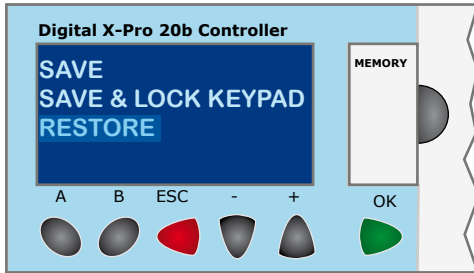 Digital X-Pro 20b Controller
SAVE
SAVE & LOCK KEYPAD
RESTORE
MEMORY
A B ESC - + OK